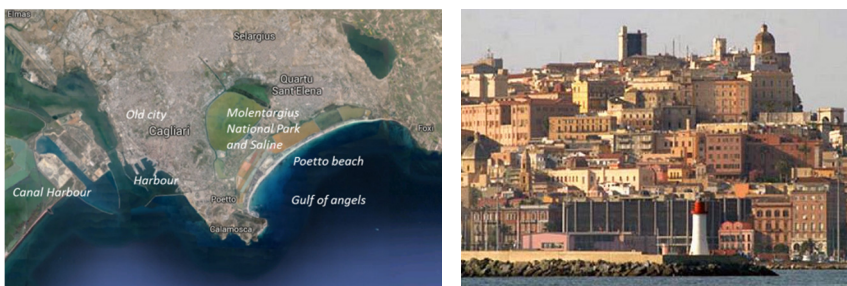 Elmas
Selargius
Quartu
Sant'Elena
Old city
Cagliari
Molentargius
National Park
and Saline
Foxi
Poetto beach
Harbour
Canal Harbour
Poetto
Gulf of angels
Calamosca